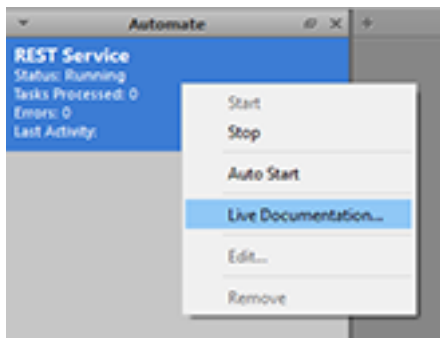 Automate
REST Service
Status: Running
Tasks Processed: 0
Errors: 0
Last Activity:
Start
Stop
Auto Start
Live Documentation...
Edit...
Remove